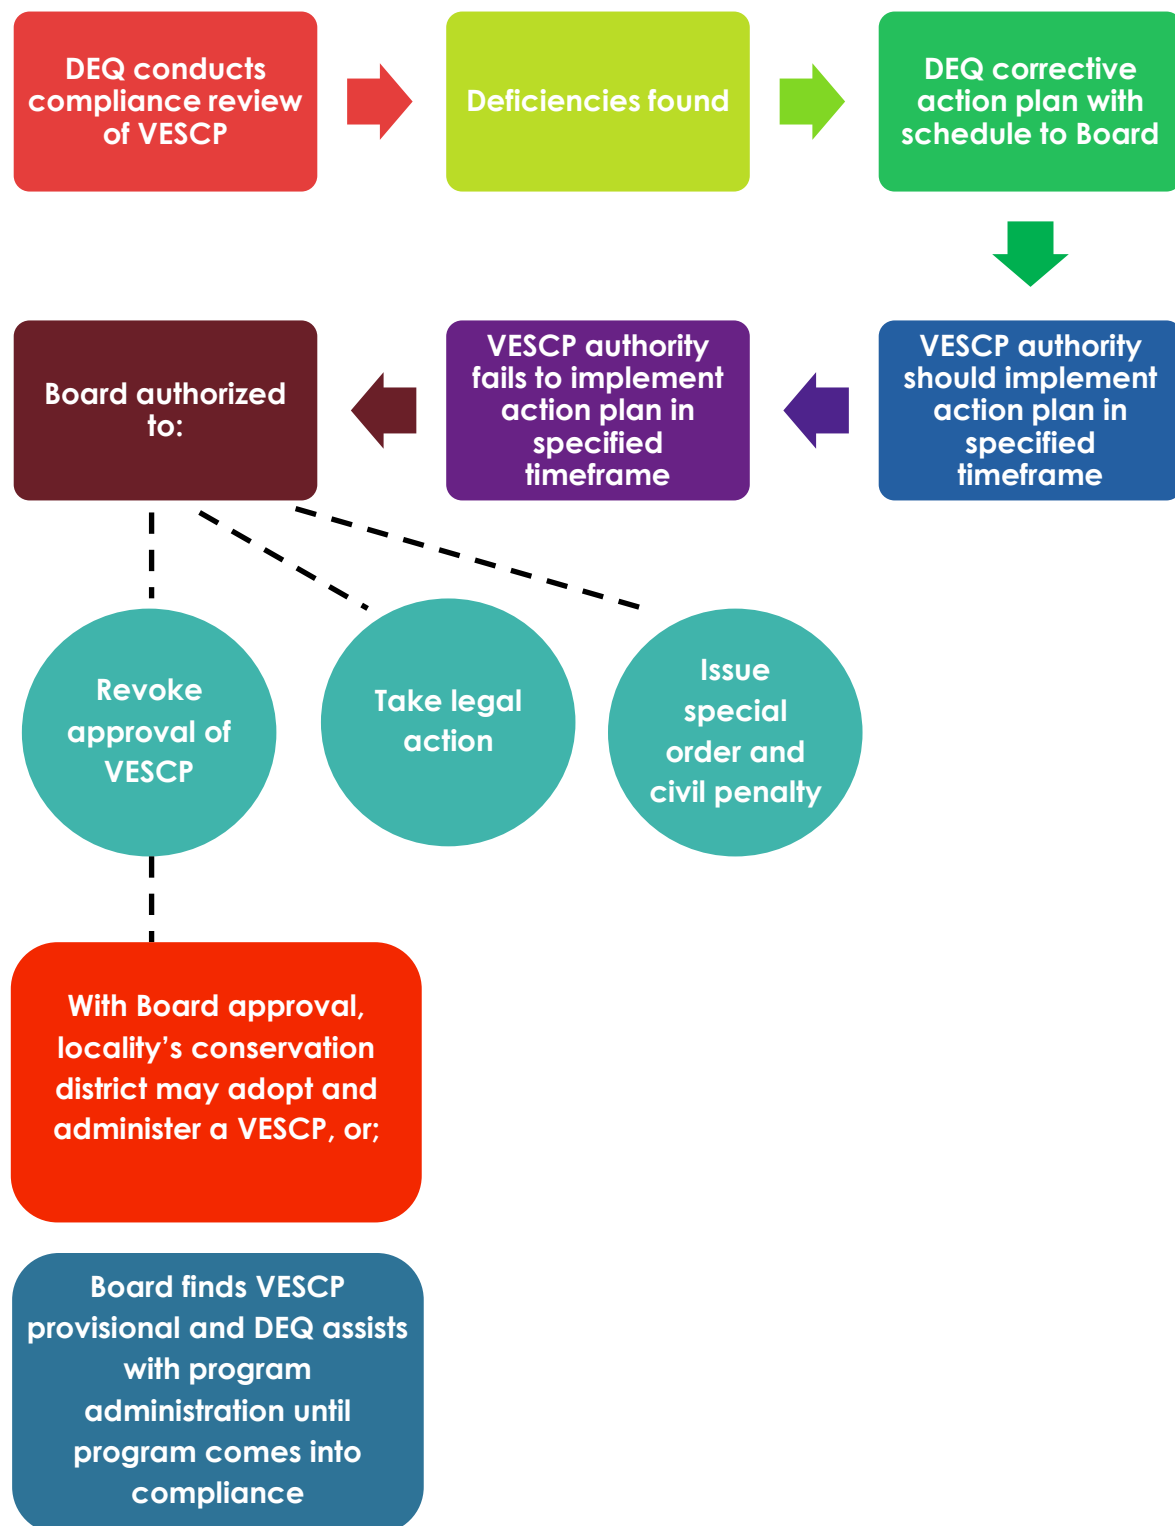 DEQ conducts
compliance review
of VESCP
Deficiencies found
DEQ corrective
action plan with
schedule to Board
VESCP authority
should implement
action plan in
specified
timeframe
VESCP authority
fails to implement
action plan in
specified
timeframe
Board authorized
to:
Revoke
approval of
VESCP
Take legal
action
Issue
special
order and
civil penalty
With Board approval,
locality’s conservation
district may adopt and
administer a VESCP, or;
Board finds VESCP
provisional and DEQ assists
with program
administration until
program comes into
compliance